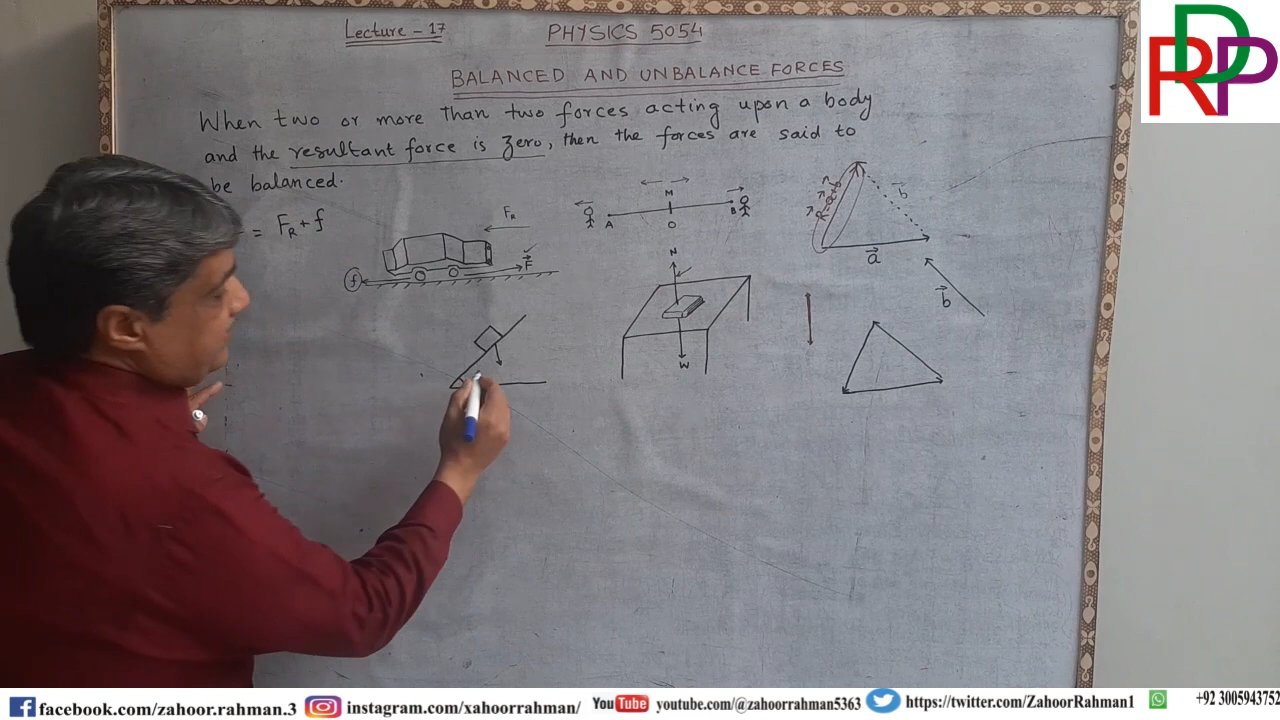 Lecture - 17
PHYSICS 5054
RDP
BALANCED AND UNBALANCE FORCES
When two or more than two forces acting upon a body
and the resultant force is zero, then the forces are said to
be balanced.
= FR + f
FR
F
f
M
A
O
B
N
W
b
a
b
facebook.com/zahoor.rahman.3
instagram.com/xahoorrahman/
YouTube youtube.com/@zahoorrahman5363
https://twitter.com/ZahoorRahman1
+92 3005943752